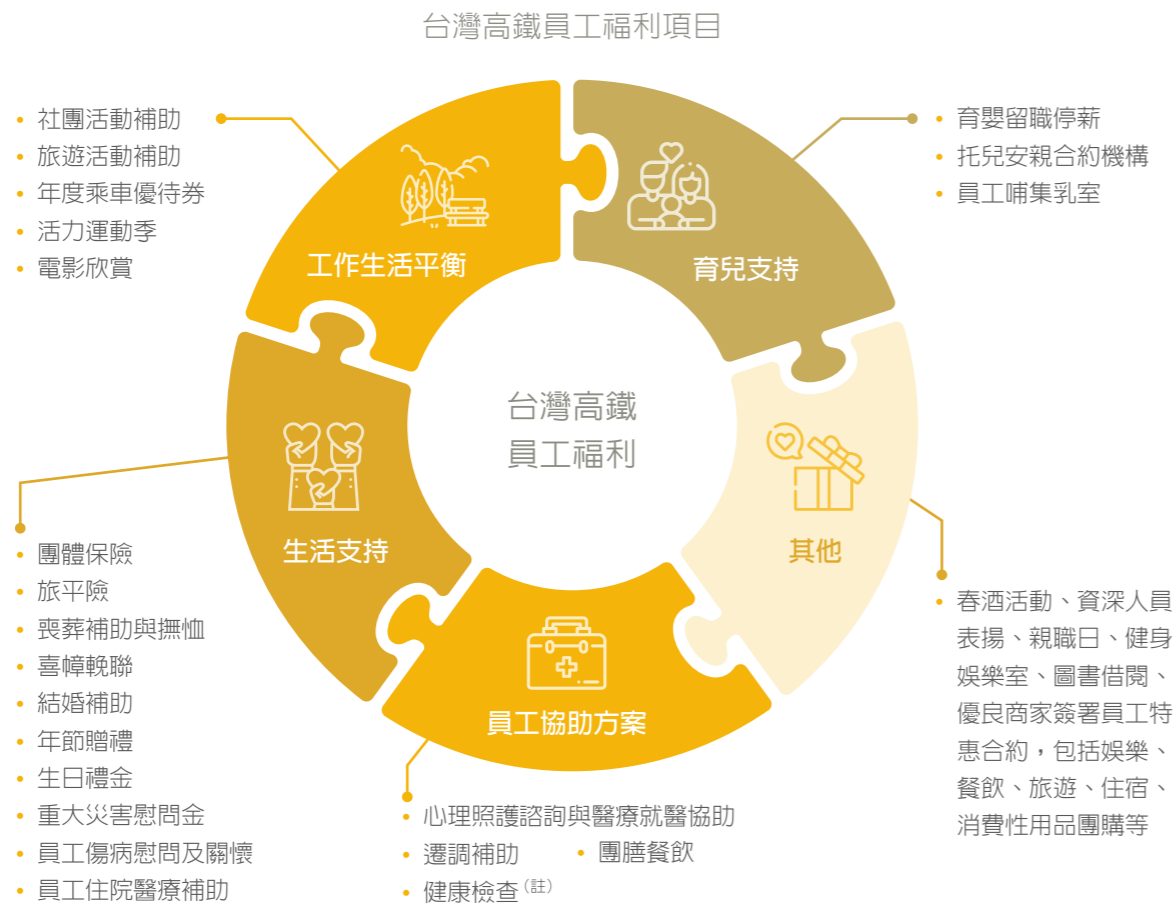 台灣高鐵員工福利項目
• 社團活動補助
• 旅遊活動補助
• 年度乘車優待券
• 活力運動季
• 電影欣賞
• 育嬰留職停薪
• 托兒安親合約機構
• 員工哺集乳室
工作生活平衡
育兒支持
台灣高鐵
員工福利
生活支持
其他
員工協助方案
• 團體保險
• 旅平險
• 喪葬補助與撫恤
• 喜幛輓聯
• 結婚補助
• 年節贈禮
• 生日禮金
• 重大災害慰問金
• 員工傷病慰問及關懷
• 員工住院醫療補助
• 心理照護諮詢與醫療就醫協助
• 遷調補助 • 團膳餐飲
• 健康檢查(註)
• 春酒活動、資深人員
表揚、親職日、健身
娛樂室、圖書借閱、
優良商家簽署員工特
惠合約，包括娛樂、
餐飲、旅遊、住宿、
消費性用品團購等